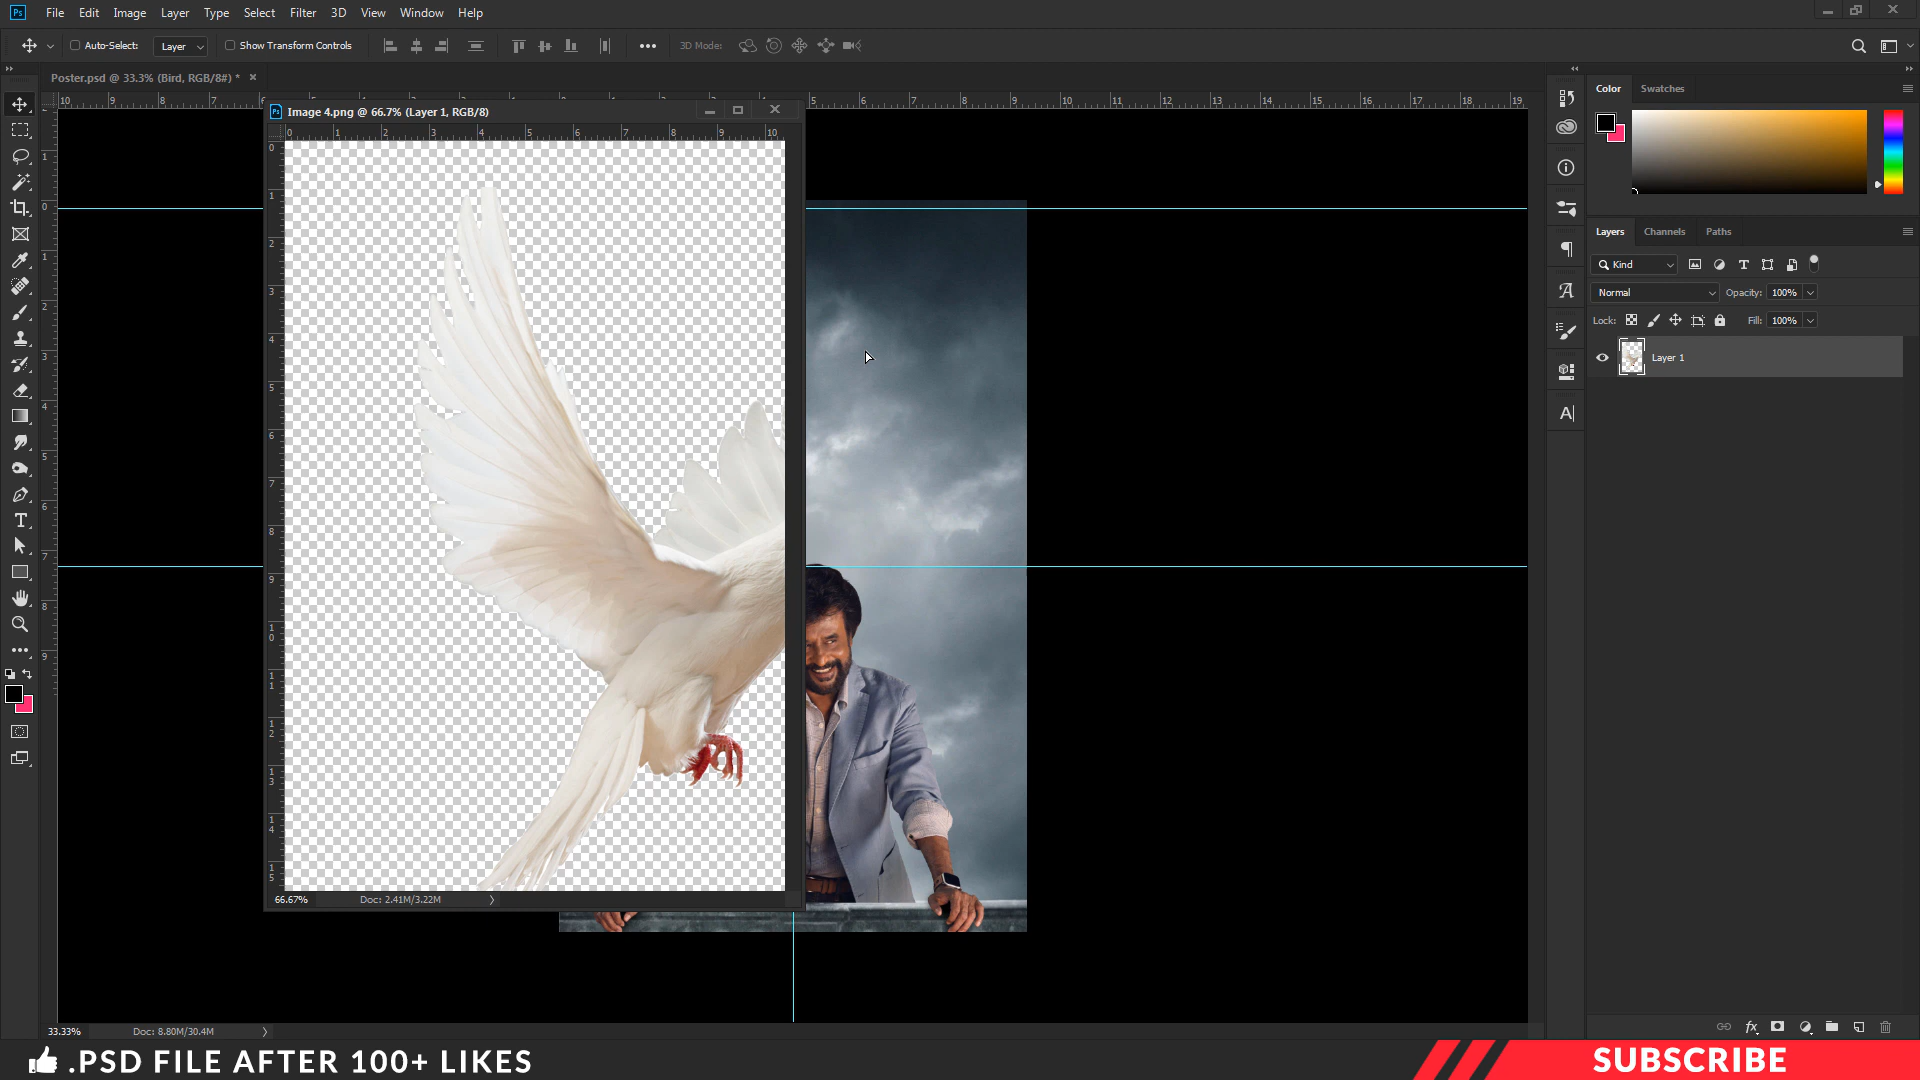 Ps File Edit Image Layer Type Select Filter 3D View Window Help
Auto-Select: Layer Show Transform Controls 3D Mode:
Poster.psd @ 33.3% (Bird, RGB/8#) *
Ps Image 4.png @ 66.7% (Layer 1, RGB/8)
66.67% Doc: 2.41M/3.22M
33.33% Doc: 8.80M/30.4M
Color Swatches
Layers Channels Paths
Kind
Normal Opacity: 100%
Lock: Fill: 100%
Layer 1
.PSD FILE AFTER 100+ LIKES
SUBSCRIBE